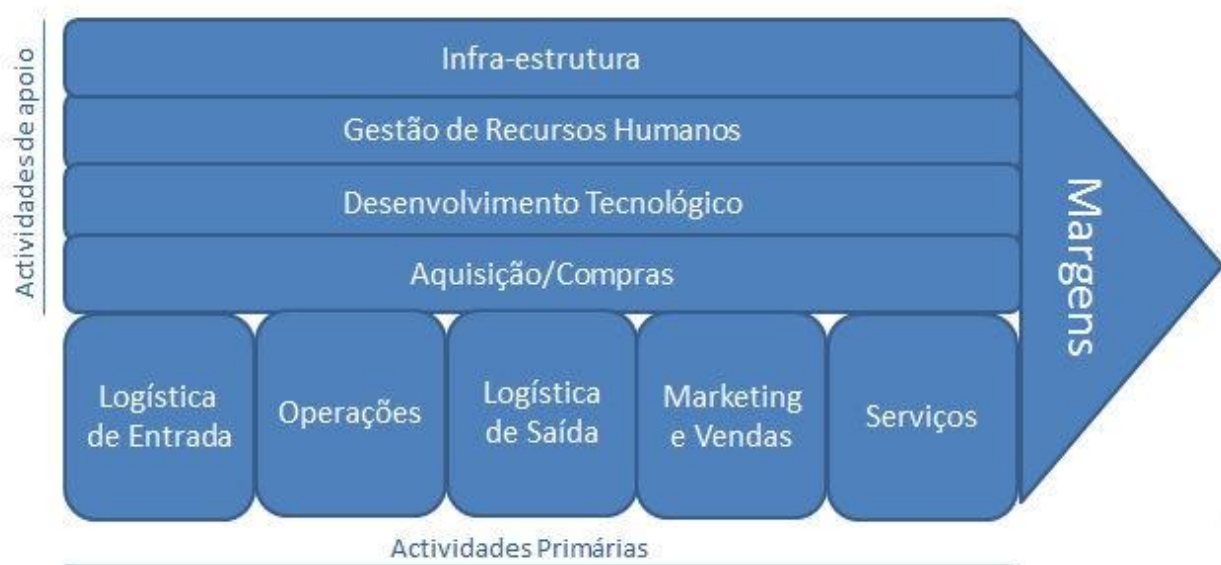 Actividades de apoio
Infra-estrutura
Gestão de Recursos Humanos
Desenvolvimento Tecnológico
Aquisição/Compras
Logística
de Entrada
Operações
Logística
de Saída
Marketing
e Vendas
Serviços
Margens
Actividades Primárias